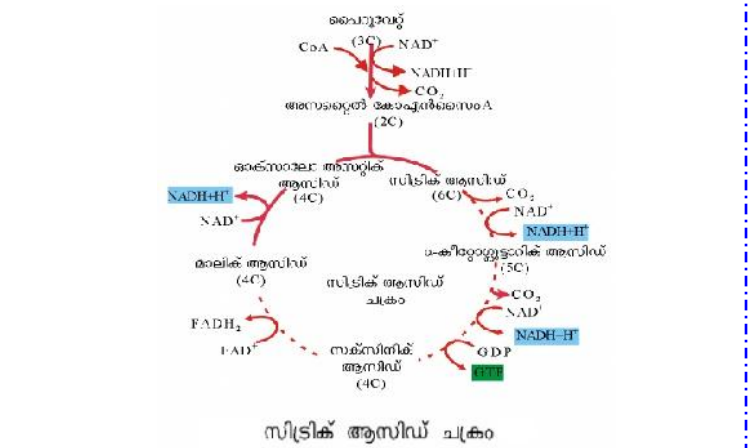 പൈറൂവേറ്റ്
(3C)
CoA
NAD⁺
NADH+H⁺
CO₂
അസറ്റൈൽ കോഎൻസൈം A
(2C)
ഓക്സാലോ അസറ്റിക്
ആസിഡ്
(4C)
സിട്രിക് ആസിഡ്
(6C)
CO₂
NAD⁺
NADH+H⁺
NADH+H⁺
NAD⁺
α-കീറ്റോഗ്ലൂട്ടാറിക് ആസിഡ്
(5C)
മാലിക് ആസിഡ്
(4C)
സിട്രിക് ആസിഡ്
ചക്രം
CO₂
NAD⁺
NADH+H⁺
FADH₂
FAD⁺
സക്സിനിക്
ആസിഡ്
(4C)
GDP
GTP
സിട്രിക് ആസിഡ് ചക്രം